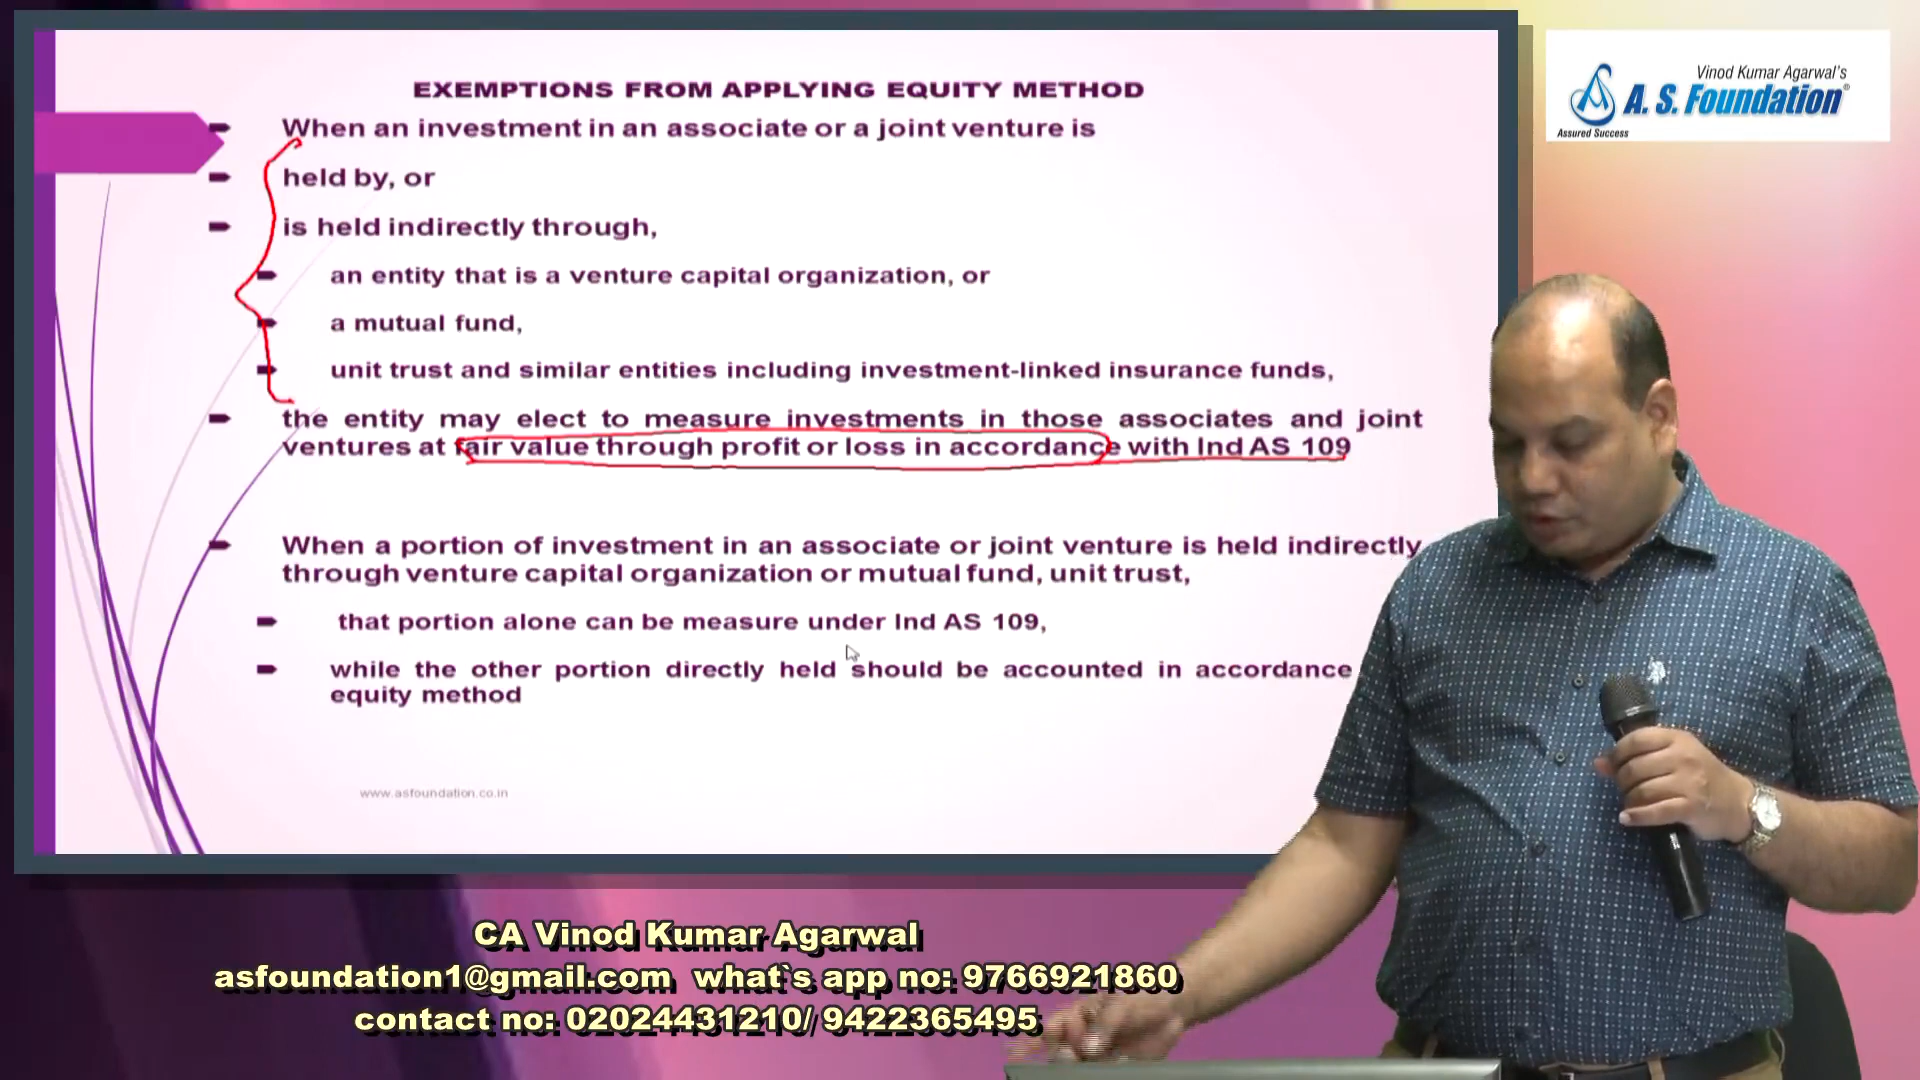 EXEMPTIONS FROM APPLYING EQUITY METHOD
When an investment in an associate or a joint venture is
held by, or
is held indirectly through,
an entity that is a venture capital organization, or
a mutual fund,
unit trust and similar entities including investment-linked insurance funds,
the entity may elect to measure investments in those associates and joint
ventures at fair value through profit or loss in accordance with Ind AS 109
When a portion of investment in an associate or joint venture is held indirectly
through venture capital organization or mutual fund, unit trust,
that portion alone can be measure under Ind AS 109,
while the other portion directly held should be accounted in accordance
equity method
www.asfoundation.co.in
Vinod Kumar Agarwal's
A. S. Foundation®
Assured Success
CA Vinod Kumar Agarwal
asfoundation1@gmail.com what`s app no: 9766921860
contact no: 02024431210/ 9422365495